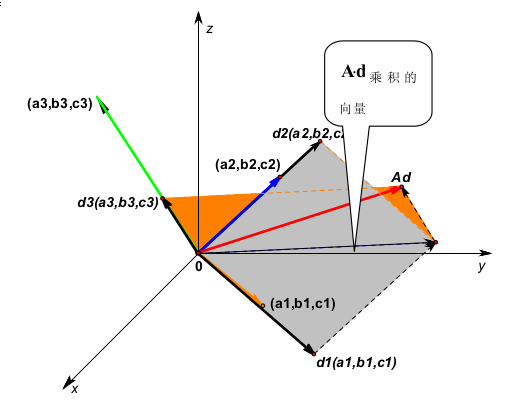 z
A·d乘积的
向量
(a3,b3,c3)
d2(a2,b2,c2
(a2,b2,c2)
Ad
d3(a3,b3,c3)
0
y
(a1,b1,c1)
d1(a1,b1,c1)
x